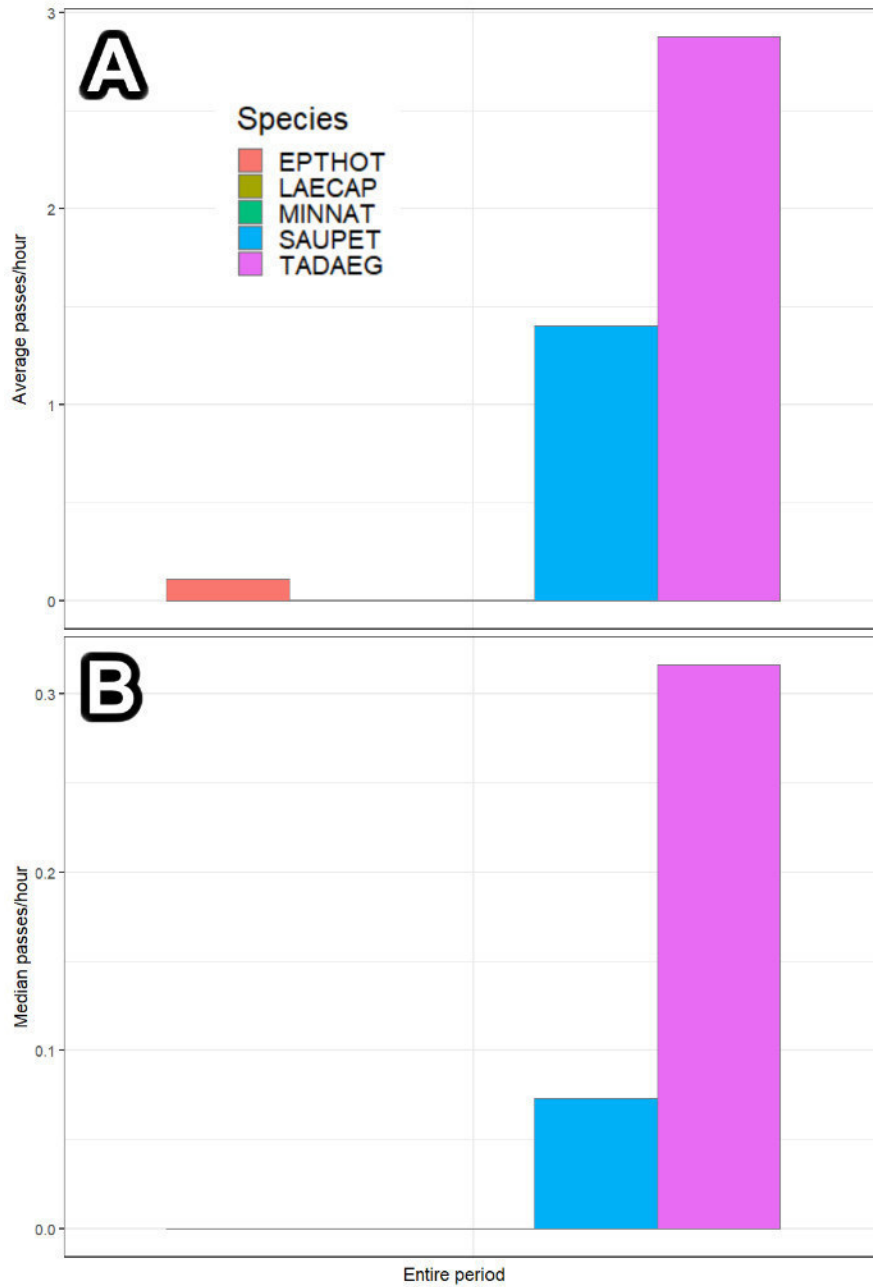 A
Species
EPTHOT
LAECAP
MINNAT
SAUPET
TADAEG
3
2
1
0
Average passes/hour
B
0.3
0.2
0.1
0.0
Median passes/hour
Entire period